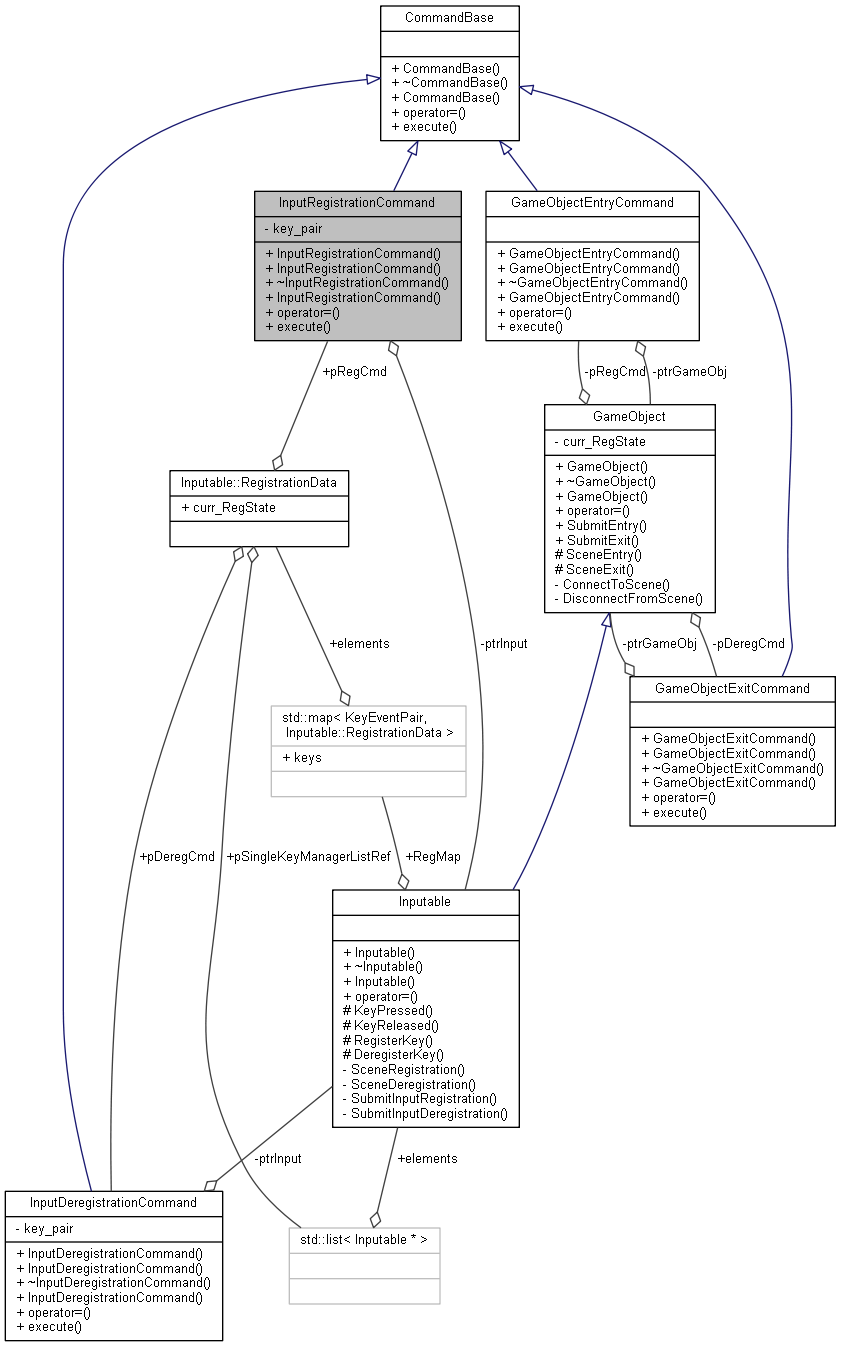 CommandBase
+ CommandBase()
+ ~CommandBase()
+ CommandBase()
+ operator=()
+ execute()
InputRegistrationCommand
- key_pair
+ InputRegistrationCommand()
+ InputRegistrationCommand()
+ ~InputRegistrationCommand()
+ InputRegistrationCommand()
+ operator=()
+ execute()
GameObjectEntryCommand
+ GameObjectEntryCommand()
+ GameObjectEntryCommand()
+ ~GameObjectEntryCommand()
+ GameObjectEntryCommand()
+ operator=()
+ execute()
+pRegCmd
-pRegCmd
-ptrGameObj
GameObject
- curr_RegState
+ GameObject()
+ ~GameObject()
+ GameObject()
+ operator=()
+ SubmitEntry()
+ SubmitExit()
# SceneEntry()
# SceneExit()
- ConnectToScene()
- DisconnectFromScene()
Inputable::RegistrationData
+ curr_RegState
+elements
-ptrInput
-ptrGameObj
-pDeregCmd
GameObjectExitCommand
+ GameObjectExitCommand()
+ GameObjectExitCommand()
+ ~GameObjectExitCommand()
+ GameObjectExitCommand()
+ operator=()
+ execute()
std::map< KeyEventPair,
Inputable::RegistrationData >
+ keys
+pDeregCmd
+pSingleKeyManagerListRef
+RegMap
Inputable
+ Inputable()
+ ~Inputable()
+ Inputable()
+ operator=()
# KeyPressed()
# KeyReleased()
# RegisterKey()
# DeregisterKey()
- SceneRegistration()
- SceneDeregistration()
- SubmitInputRegistration()
- SubmitInputDeregistration()
-ptrInput
+elements
InputDeregistrationCommand
- key_pair
+ InputDeregistrationCommand()
+ InputDeregistrationCommand()
+ ~InputDeregistrationCommand()
+ InputDeregistrationCommand()
+ operator=()
+ execute()
std::list< Inputable * >